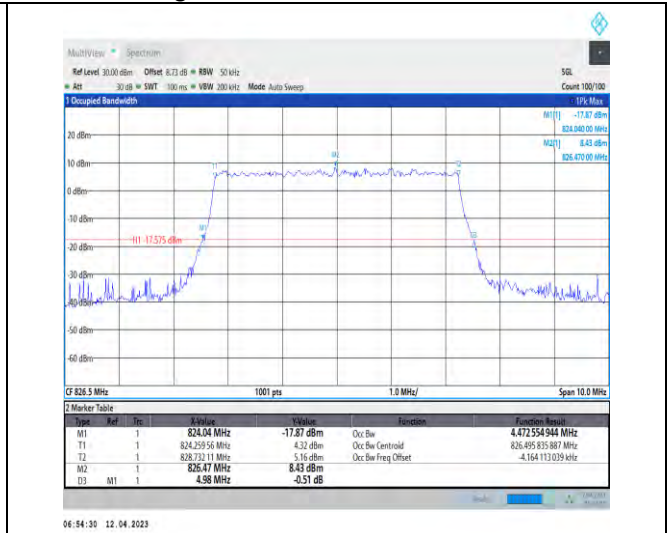 MultiView Spectrum
Ref Level 30.00 dBm Offset 8.73 dB RBW 50 kHz SGL
Att 30 dB SWT 100 ms VBW 200 kHz Mode Auto Sweep Count 100/100
1 Occupied Bandwidth 1Pk Max
M1[1] -17.87 dBm
824.040 00 MHz
M2[1] 8.43 dBm
826.470 00 MHz
20 dBm
10 dBm
T1 M2 T2
0 dBm
-10 dBm
M1 D3
H1 -17.575 dBm
-20 dBm
-30 dBm
-40 dBm
-50 dBm
-60 dBm
CF 826.5 MHz 1001 pts 1.0 MHz/ Span 10.0 MHz
2 Marker Table
Type Ref Trc X-Value Y-Value Function Function Result
M1 1 824.04 MHz -17.87 dBm Occ Bw 4.472 554 944 MHz
T1 1 824.259 56 MHz 4.32 dBm Occ Bw Centroid 826.495 835 887 MHz
T2 1 828.732 11 MHz 5.16 dBm Occ Bw Freq Offset -4.164 113 039 kHz
M2 1 826.47 MHz 8.43 dBm
D3 M1 1 4.98 MHz -0.51 dB
06:54:30 12.04.2023